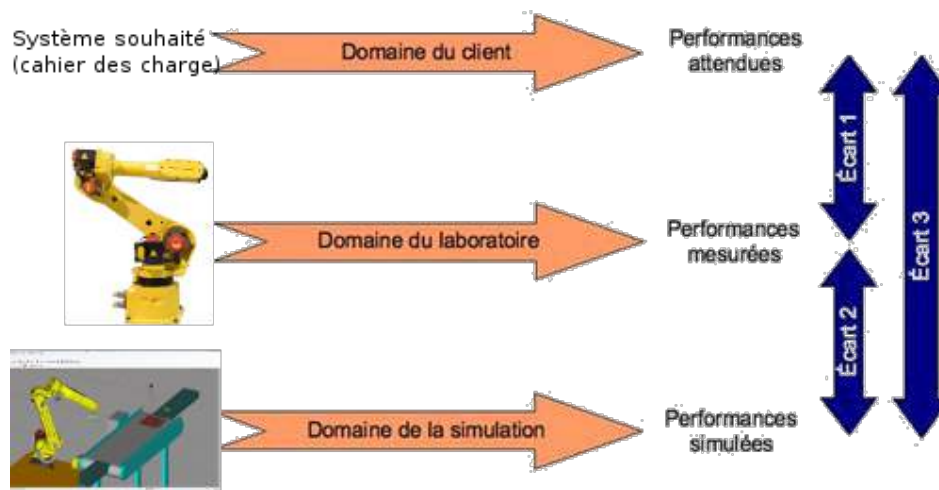 Système souhaité
(cahier des charge)
Domaine du client
Performances
attendues
Écart 1
Écart 3
Domaine du laboratoire
Performances
mesurées
Écart 2
Domaine de la simulation
Performances
simulées